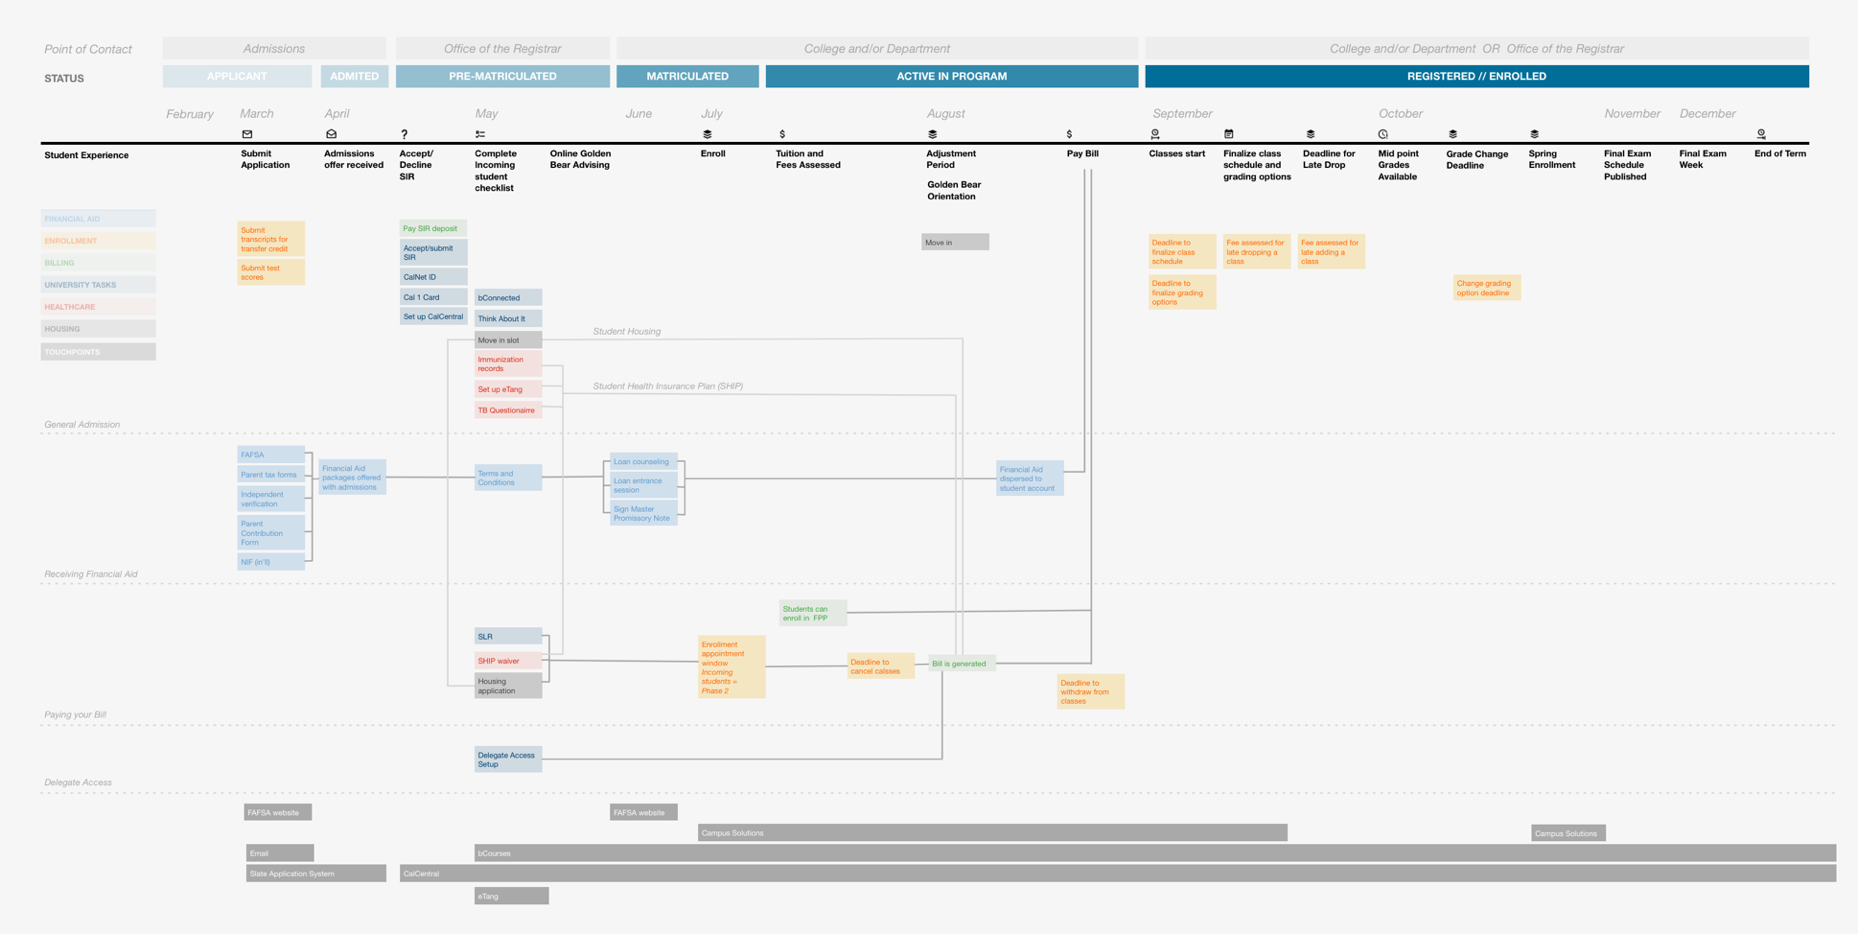 Point of Contact
Admissions
Office of the Registrar
College and/or Department
College and/or Department OR Office of the Registrar
STATUS
APPLICANT
ADMITED
PRE-MATRICULATED
MATRICULATED
ACTIVE IN PROGRAM
REGISTERED // ENROLLED
February
March
April
May
June
July
August
September
October
November
December
?
$
$
Student Experience
Submit
Application
Admissions
offer received
Accept/
Decline
SIR
Complete
Incoming
student
checklist
Online Golden
Bear Advising
Enroll
Tuition and
Fees Assessed
Adjustment
Period
Golden Bear
Orientation
Pay Bill
Classes start
Finalize class
schedule and
grading options
Deadline for
Late Drop
Mid point
Grades
Available
Grade Change
Deadline
Spring
Enrollment
Final Exam
Schedule
Published
Final Exam
Week
End of Term
FINANCIAL AID
ENROLLMENT
BILLING
UNIVERSITY TASKS
HEALTHCARE
HOUSING
TOUCHPOINTS
Submit
transcripts for
transfer credit
Submit test
scores
Pay SIR deposit
Accept/submit
SIR
CalNet ID
Cal 1 Card
Set up CalCentral
bConnected
Think About It
Move in slot
Immunization
records
Set up eTang
TB Questionairre
Student Housing
Student Health Insurance Plan (SHIP)
Move in
Deadline to
finalize class
schedule
Deadline to
finalize grading
options
Fee assessed for
late dropping a
class
Fee assessed for
late adding a
class
Change grading
option deadline
General Admission
FAFSA
Parent tax forms
Independent
verification
Parent
Contribution
Form
NIF (in'tl)
Financial Aid
packages offered
with admissions
Terms and
Conditions
Loan counseling
Loan entrance
session
Sign Master
Promissory Note
Financial Aid
dispersed to
student account
Receiving Financial Aid
Students can
enroll in FPP
SLR
SHIP waiver
Housing
application
Enrollment
appointment
window
Incoming
students =
Phase 2
Deadline to
cancel calsses
Bill is generated
Deadline to
withdraw from
classes
Paying your Bill
Delegate Access
Setup
Delegate Access
FAFSA website
FAFSA website
Campus Solutions
Campus Solutions
Email
bCourses
Slate Application System
CalCentral
eTang